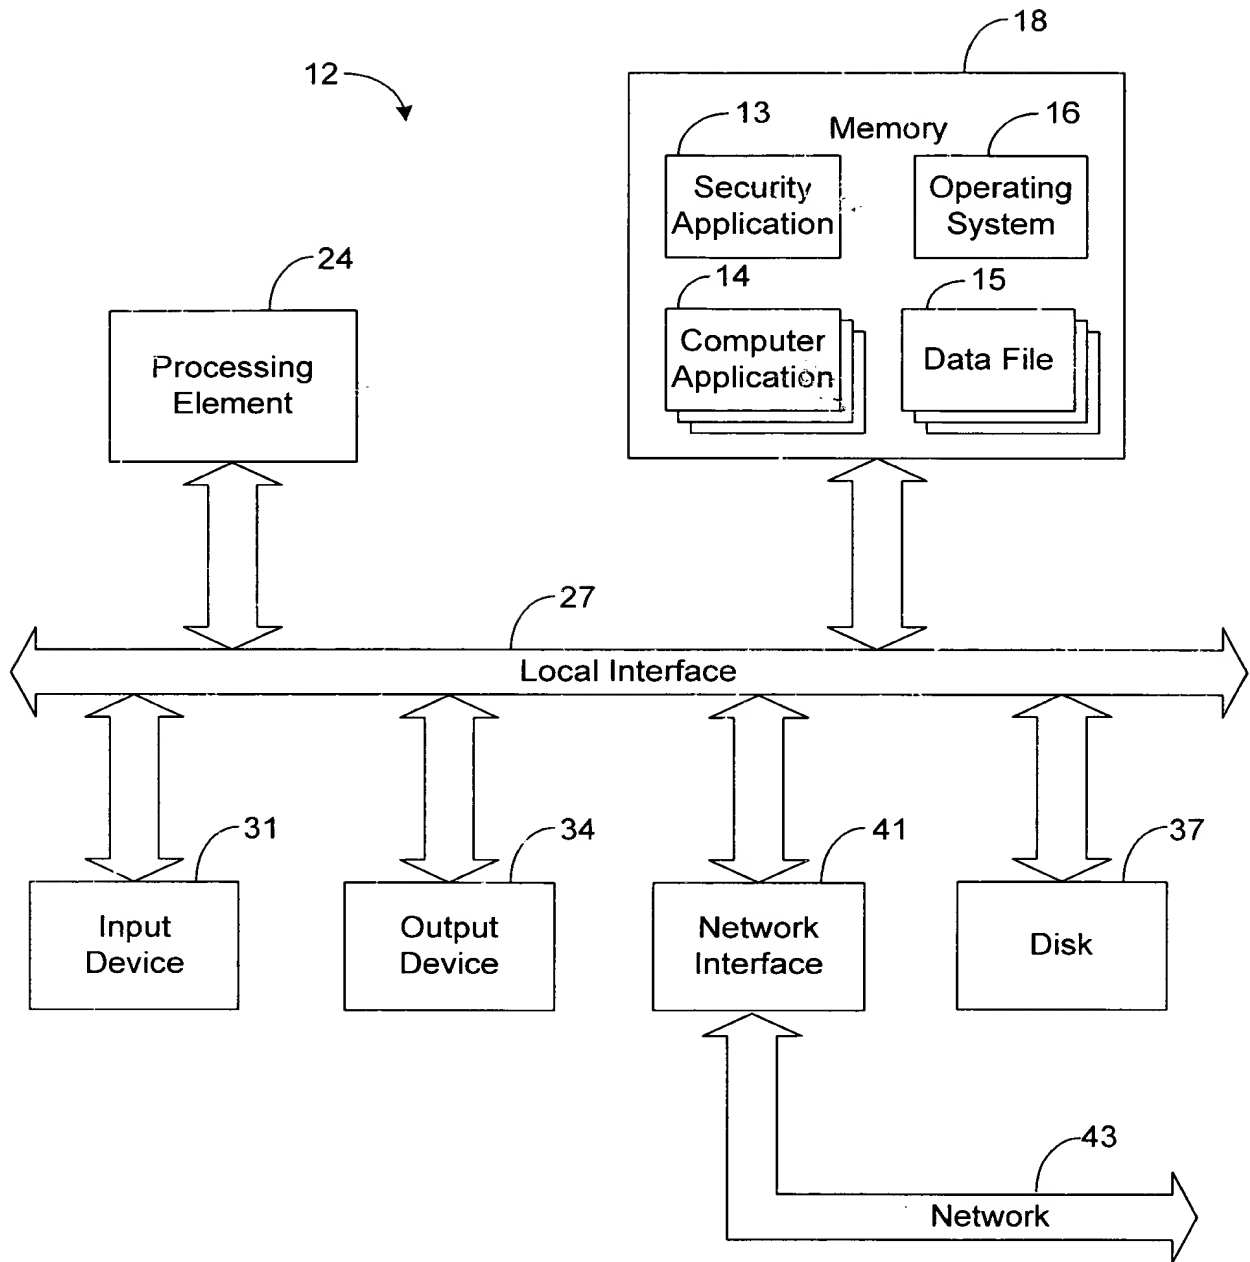 18
12
13
Memory
16
Security
Application
Operating
System
24
14
15
Processing
Element
Computer
Application
Data File
27
Local Interface
31
34
41
37
Input
Device
Output
Device
Network
Interface
Disk
43
Network